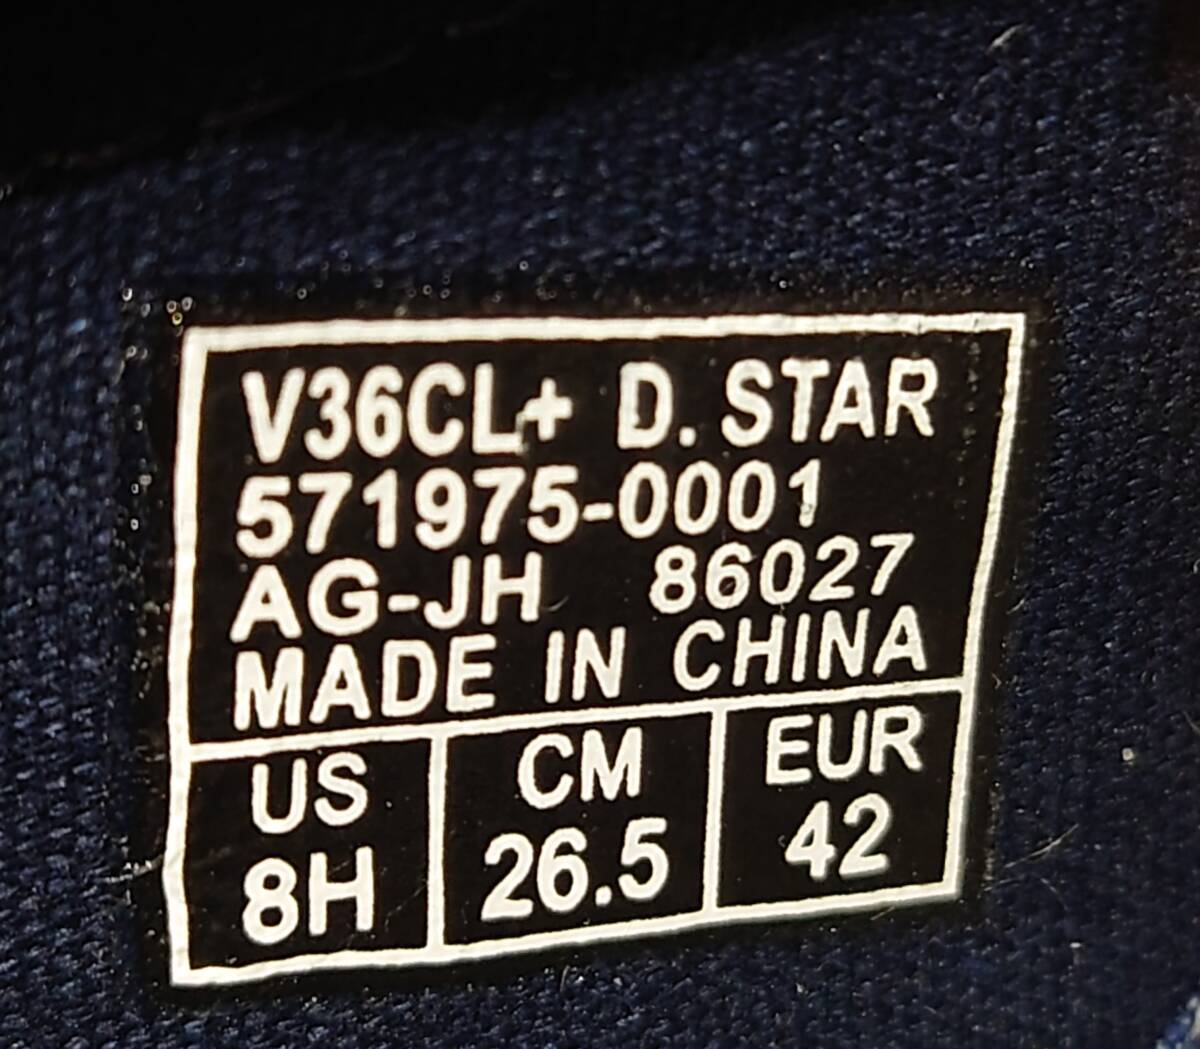 V36CL+ D. STAR
571975-0001
AG-JH 86027
MADE IN CHINA
US CM EUR
8H 26.5 42